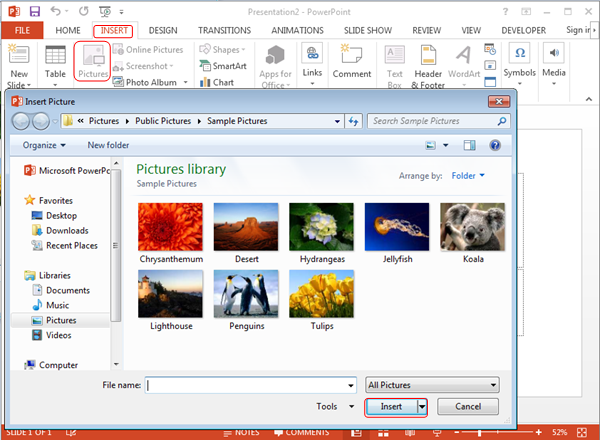 Presentation2 - PowerPoint
FILE HOME INSERT DESIGN TRANSITIONS ANIMATIONS SLIDE SHOW REVIEW VIEW DEVELOPER Sign in
New Slide
Table
Pictures
Online Pictures
Screenshot
Photo Album
Shapes
SmartArt
Chart
Apps for Office
Links
Comment
Text Box
Header & Footer
WordArt
Symbols
Media
Insert Picture
« Pictures Public Pictures Sample Pictures
Search Sample Pictures
Organize New folder
Microsoft PowerPo
Favorites
Desktop
Downloads
Recent Places
Libraries
Documents
Music
Pictures
Videos
Computer
Pictures library
Sample Pictures
Arrange by: Folder
Chrysanthemum Desert Hydrangeas Jellyfish Koala
Lighthouse Penguins Tulips
File name:
All Pictures
Tools Insert Cancel
SLIDE 1 OF 1 NOTES COMMENTS 52%